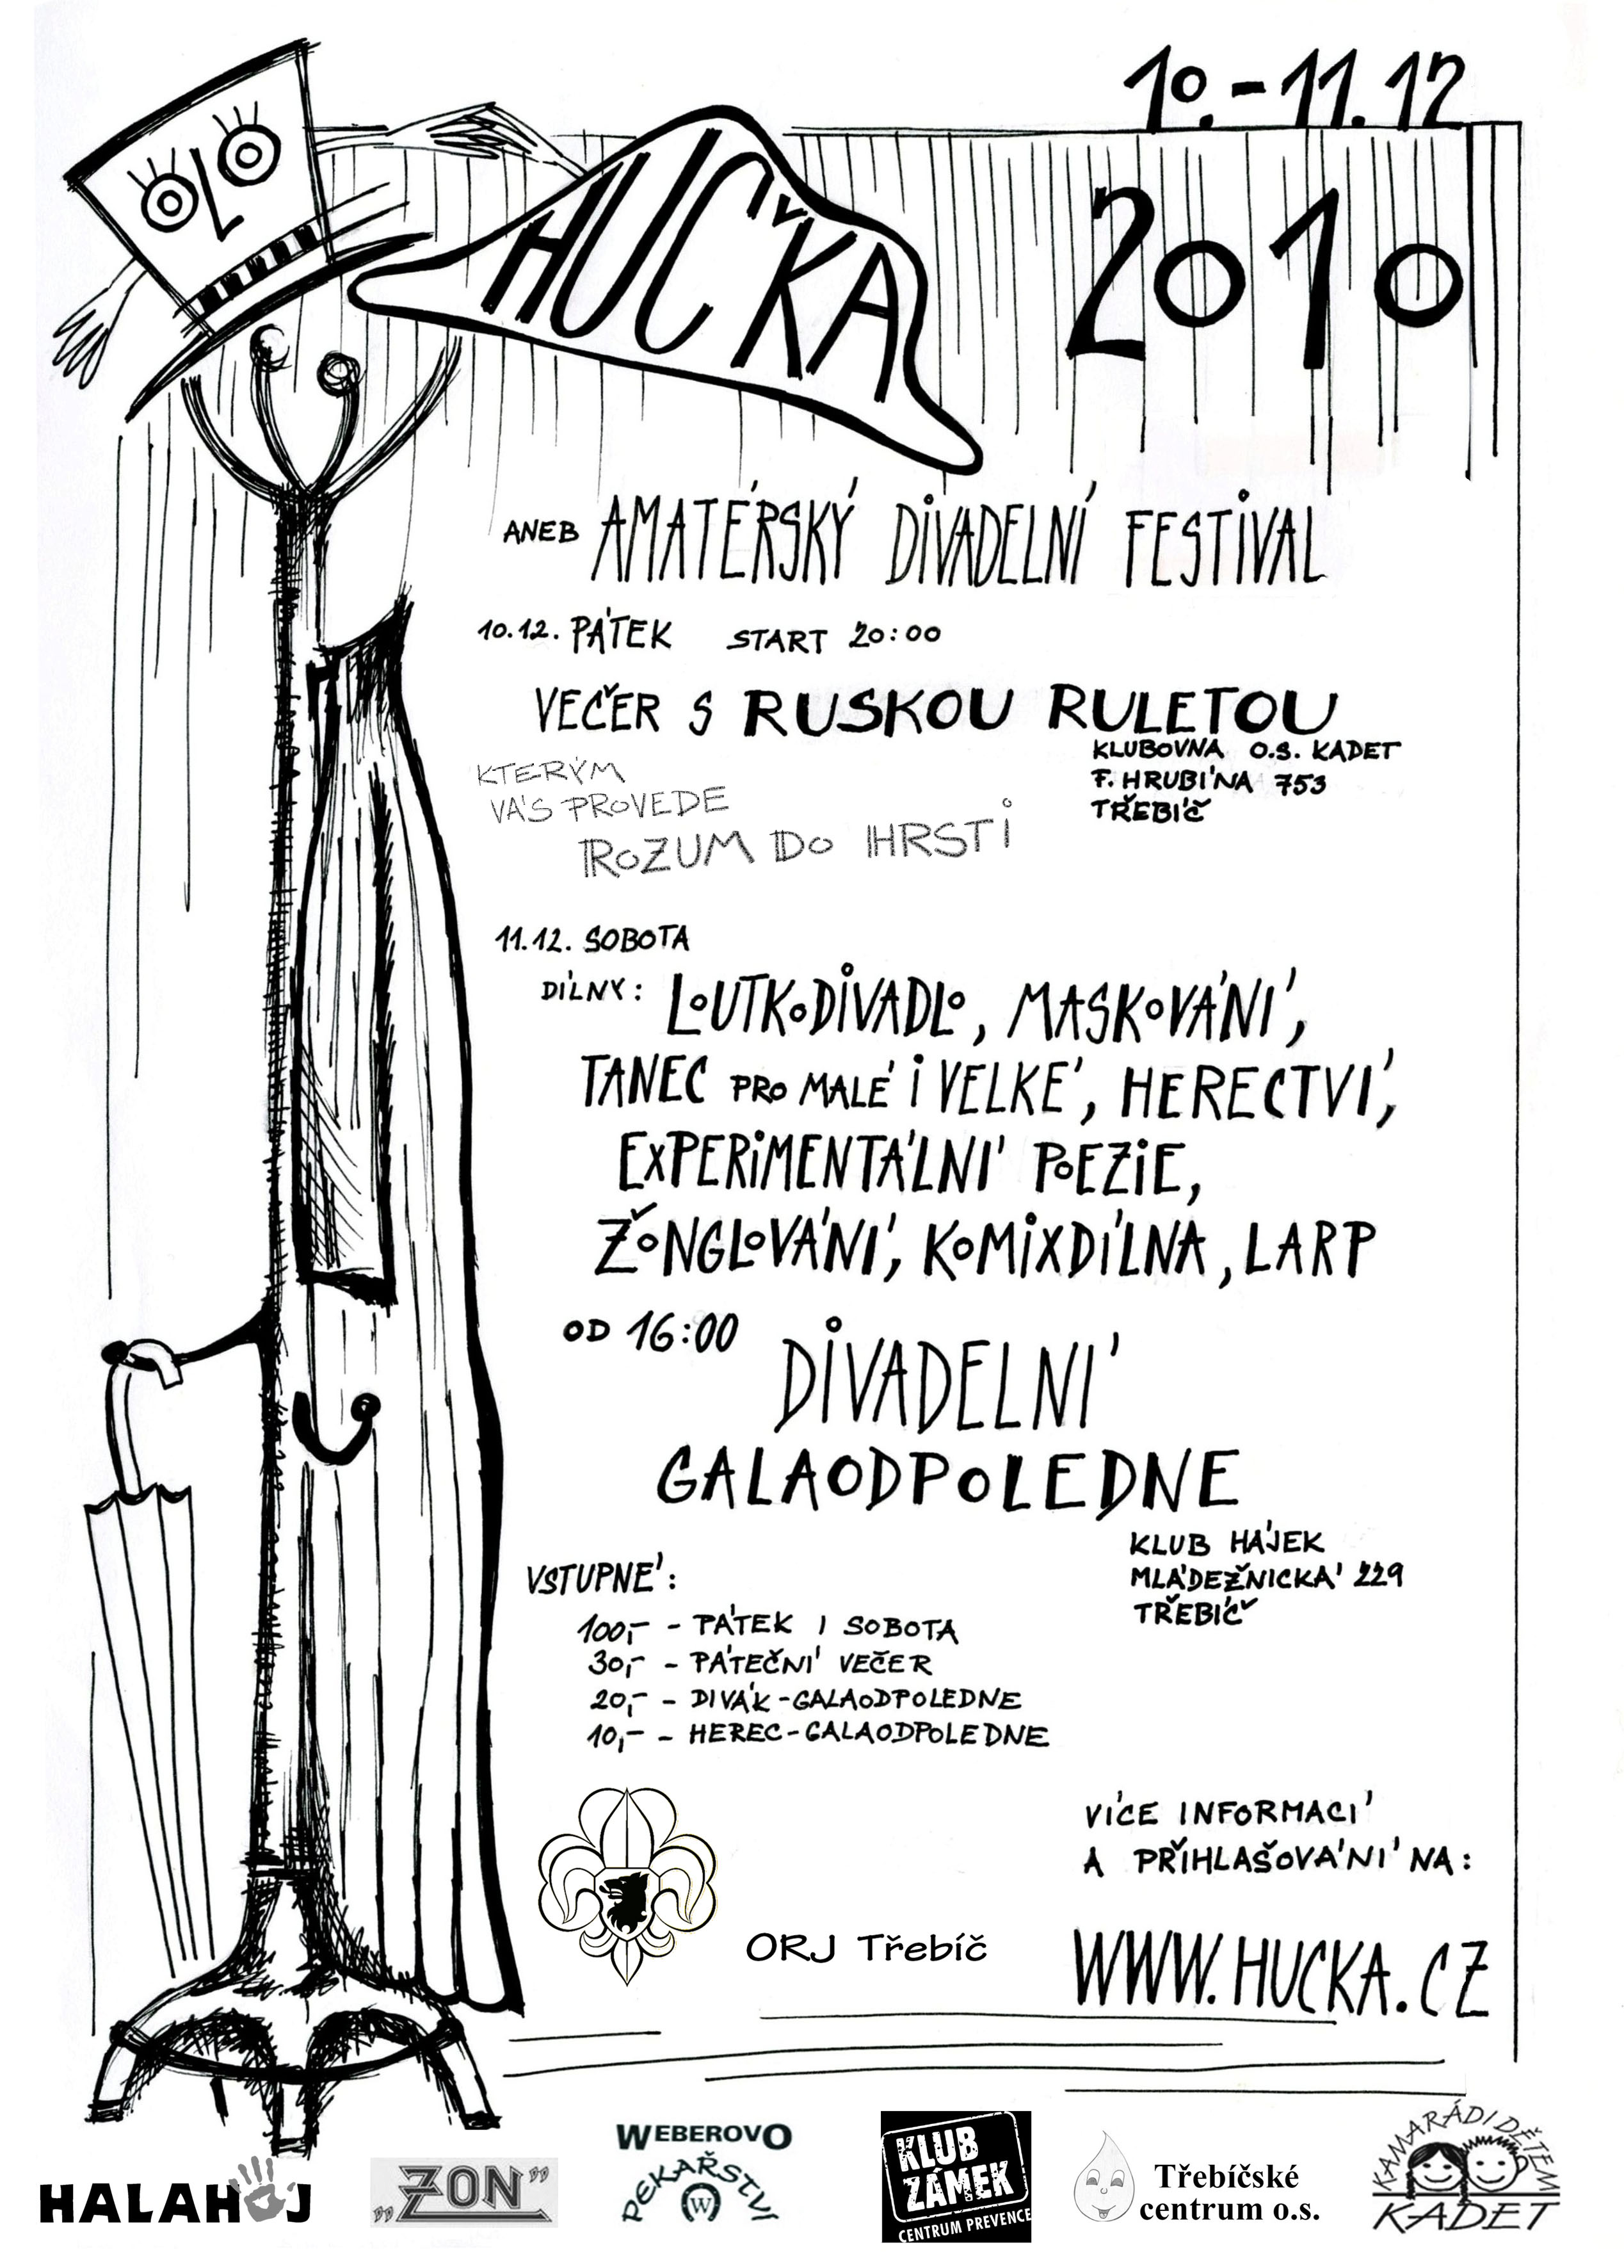 10.-11.12
HUČKA
2010
ANEB AMATÉRSKÝ DIVADELNÍ FESTIVAL
10.12. PÁTEK START 20:00
VEČER S RUSKOU RULETOU
KLUBOVNA O.S. KADET
F. HRUBÍNA 753
TŘEBÍČ
KTERÝM
VÁS PROVEDE
ROZUM DO HRSTI
11.12. SOBOTA
DÍLNY: LOUTKODIVADLO, MASKOVÁNÍ,
TANEC PRO MALÉ I VELKÉ, HERECTVÍ,
EXPERIMENTÁLNÍ POEZIE,
ŽONGLOVÁNÍ, KOMIXDÍLNA, LARP
OD 16:00 DIVADELNÍ
GALAODPOLEDNE
KLUB HÁJEK
MLÁDEŽNICKÁ 229
TŘEBÍČ
VSTUPNÉ:
100,- - PÁTEK I SOBOTA
30,- - PÁTEČNÍ VEČER
20,- - DIVÁK-GALAODPOLEDNE
10,- - HEREC-GALAODPOLEDNE
VÍCE INFORMACÍ
A PŘIHLAŠOVÁNÍ NA:
WWW.HUCKA.CZ
ORJ Třebíč
HALAHOJ
„ZON"
WEBEROVO
PEKAŘSTVÍ
W
KLUB
ZÁMEK
CENTRUM PREVENCE
Třebíčské
centrum o.s.
KAMARÁDI DĚTEM
KADET